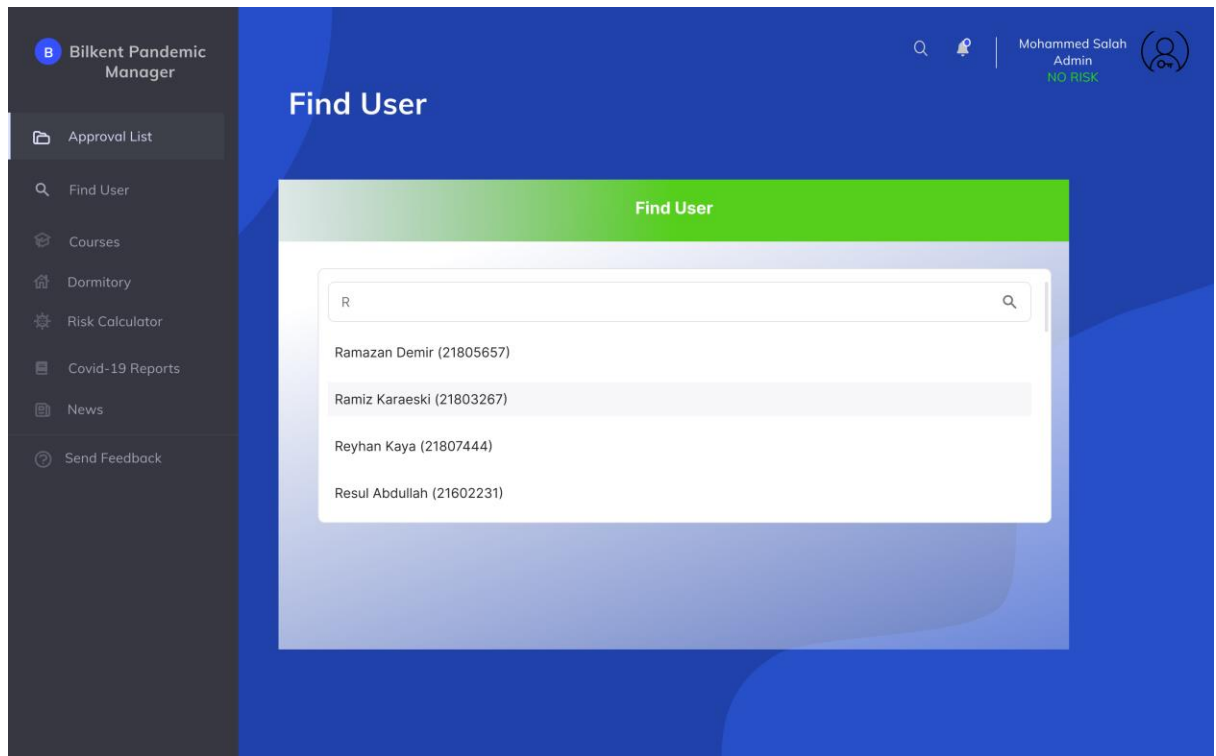 B
Bilkent Pandemic
Manager
Approval List
Find User
Courses
Dormitory
Risk Calculator
Covid-19 Reports
News
Send Feedback
Mohammed Salah
Admin
NO RISK
Find User
Find User
R
Ramazan Demir (21805657)
Ramiz Karaeski (21803267)
Reyhan Kaya (21807444)
Resul Abdullah (21602231)